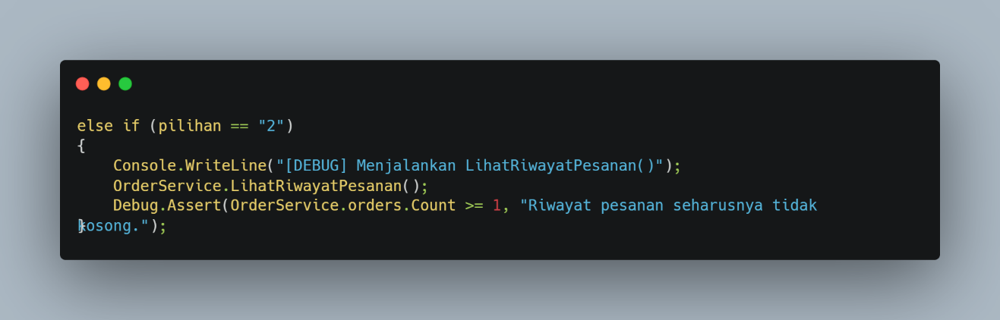 else if (pilihan == "2")
{
    Console.WriteLine("[DEBUG] Menjalankan LihatRiwayatPesanan()");
    OrderService.LihatRiwayatPesanan();
    Debug.Assert(OrderService.orders.Count >= 1, "Riwayat pesanan seharusnya tidak
kosong.");
}